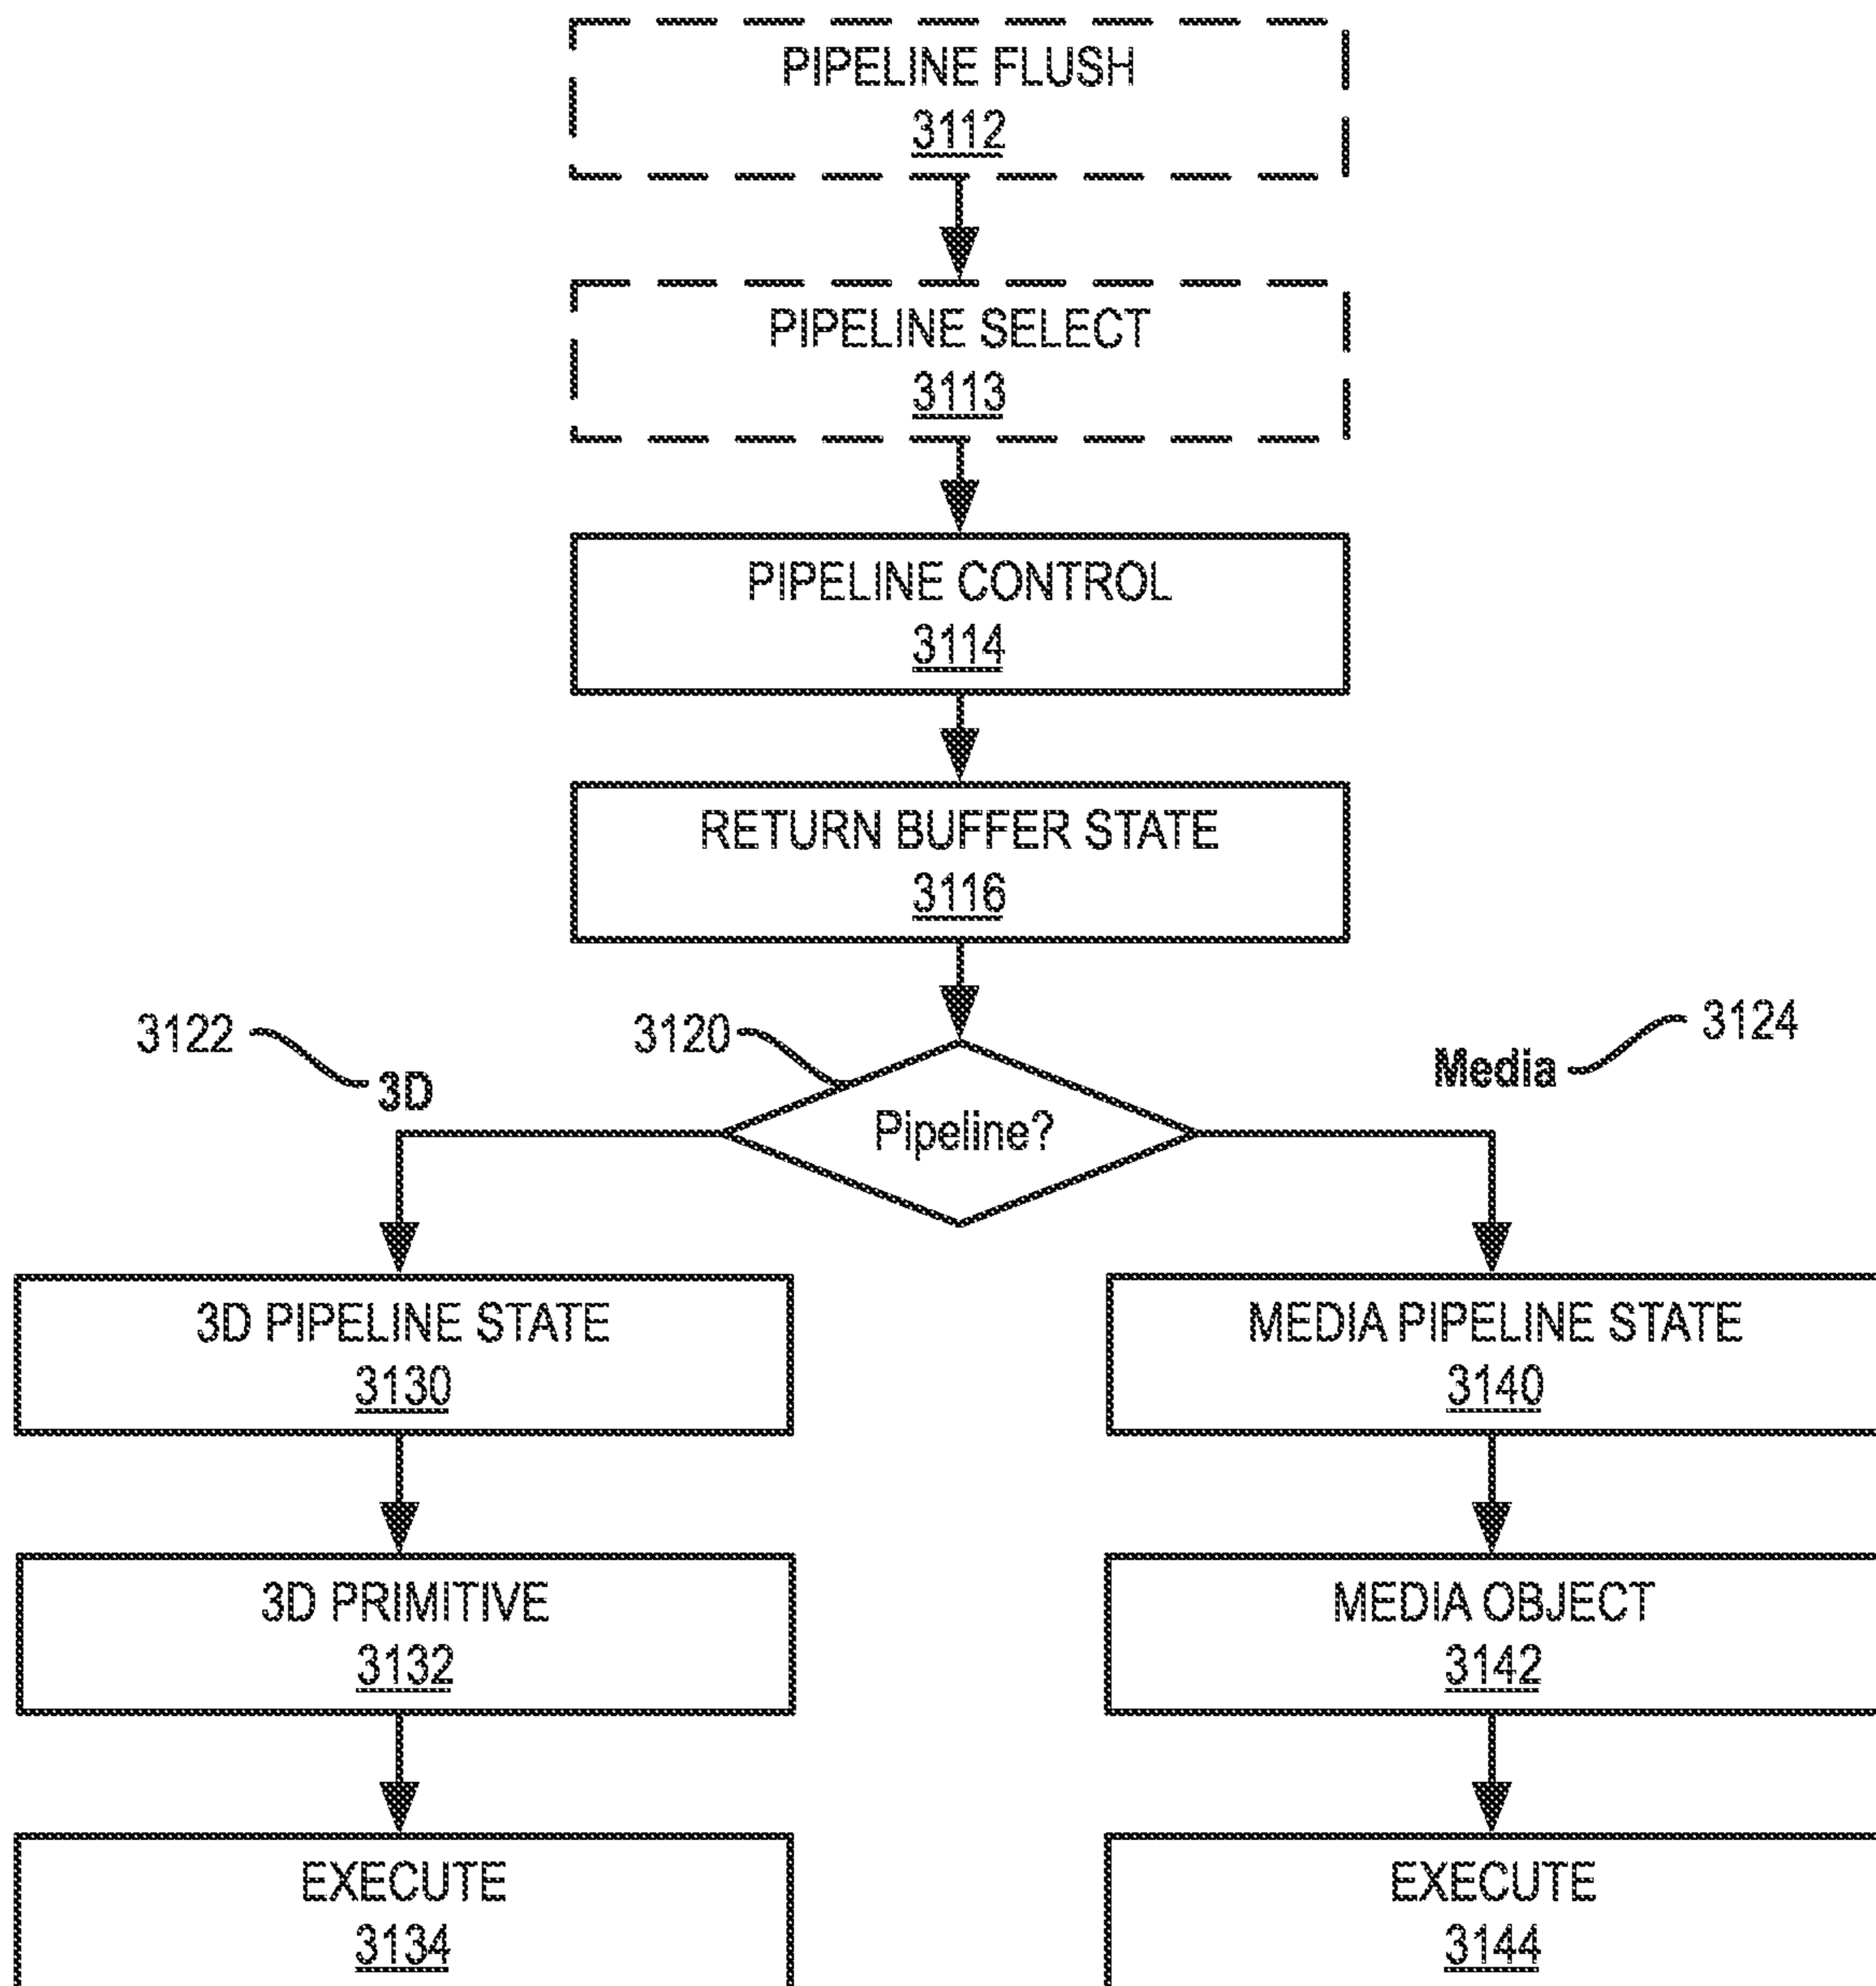 PIPELINE FLUSH
3112
PIPELINE SELECT
3113
PIPELINE CONTROL
3114
RETURN BUFFER STATE
3116
3122
3D
3120
Pipeline?
Media
3124
3D PIPELINE STATE
3130
MEDIA PIPELINE STATE
3140
3D PRIMITIVE
3132
MEDIA OBJECT
3142
EXECUTE
3134
EXECUTE
3144